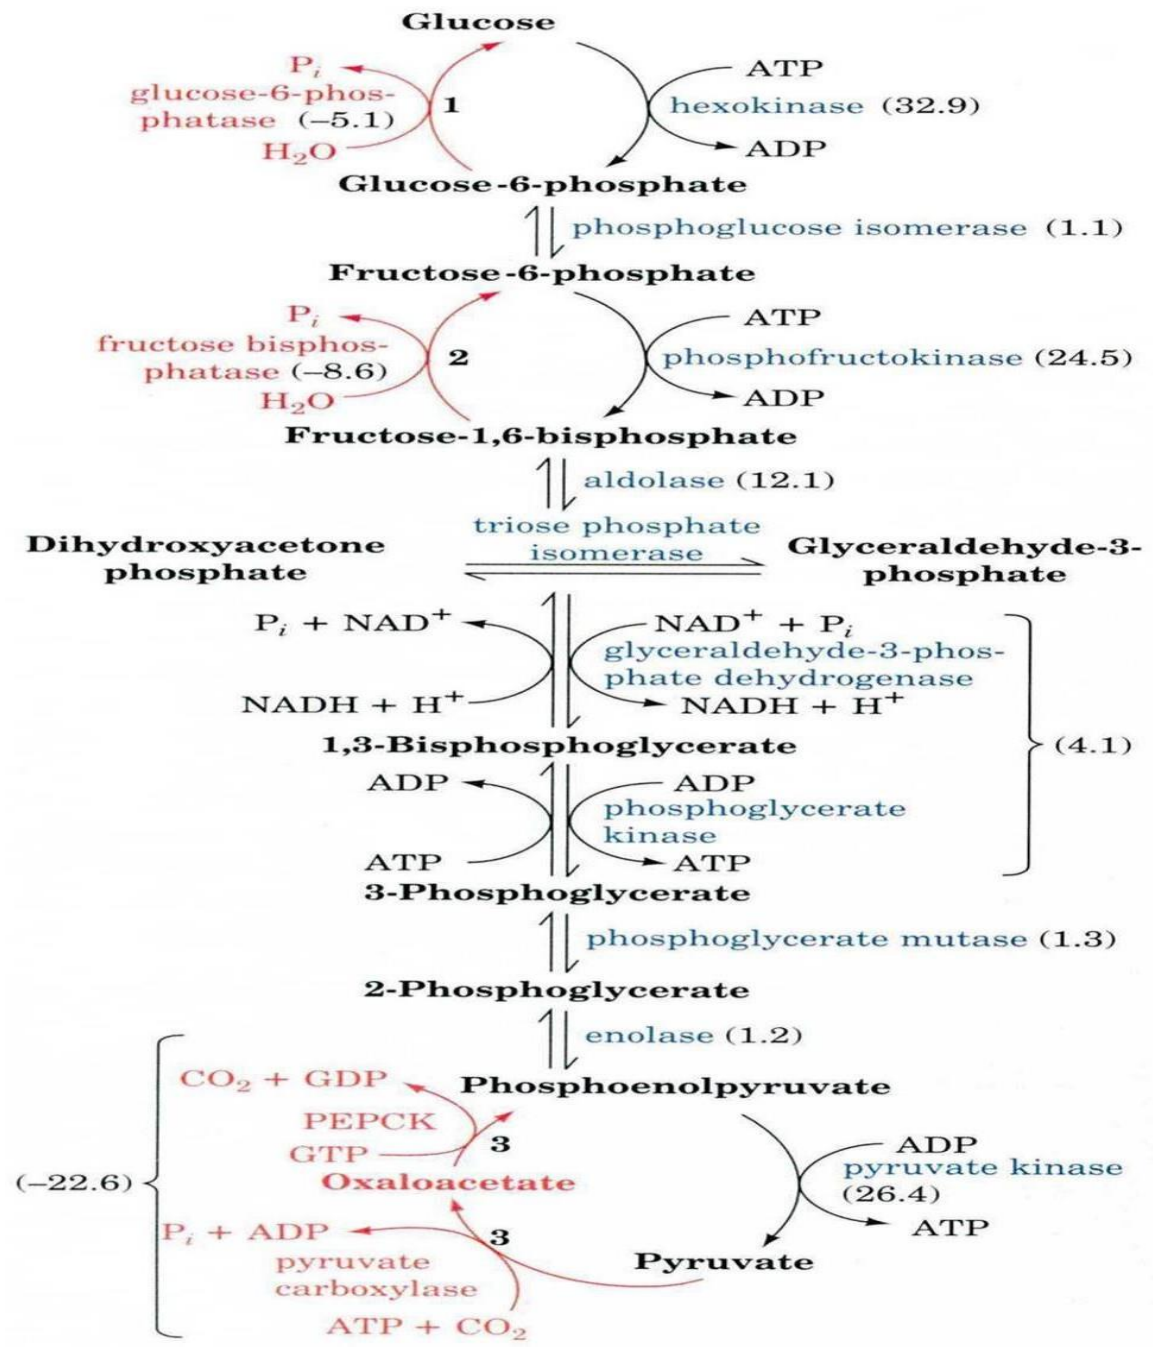 Glucose
Pi
ATP
glucose-6-phos-
phatase (–5.1)
1
hexokinase (32.9)
H2O
ADP
Glucose-6-phosphate
phosphoglucose isomerase (1.1)
Fructose-6-phosphate
Pi
ATP
fructose bisphos-
phatase (–8.6)
2
phosphofructokinase (24.5)
H2O
ADP
Fructose-1,6-bisphosphate
aldolase (12.1)
Dihydroxyacetone
phosphate
triose phosphate
isomerase
Glyceraldehyde-3-
phosphate
Pi + NAD+
NAD+ + Pi
glyceraldehyde-3-phos-
phate dehydrogenase
NADH + H+
NADH + H+
(4.1)
1,3-Bisphosphoglycerate
ADP
ADP
phosphoglycerate
kinase
ATP
ATP
3-Phosphoglycerate
phosphoglycerate mutase (1.3)
2-Phosphoglycerate
enolase (1.2)
CO2 + GDP
Phosphoenolpyruvate
PEPCK
3
GTP
ADP
pyruvate kinase
(26.4)
ATP
(–22.6)
Oxaloacetate
Pi + ADP
3
pyruvate
carboxylase
Pyruvate
ATP + CO2